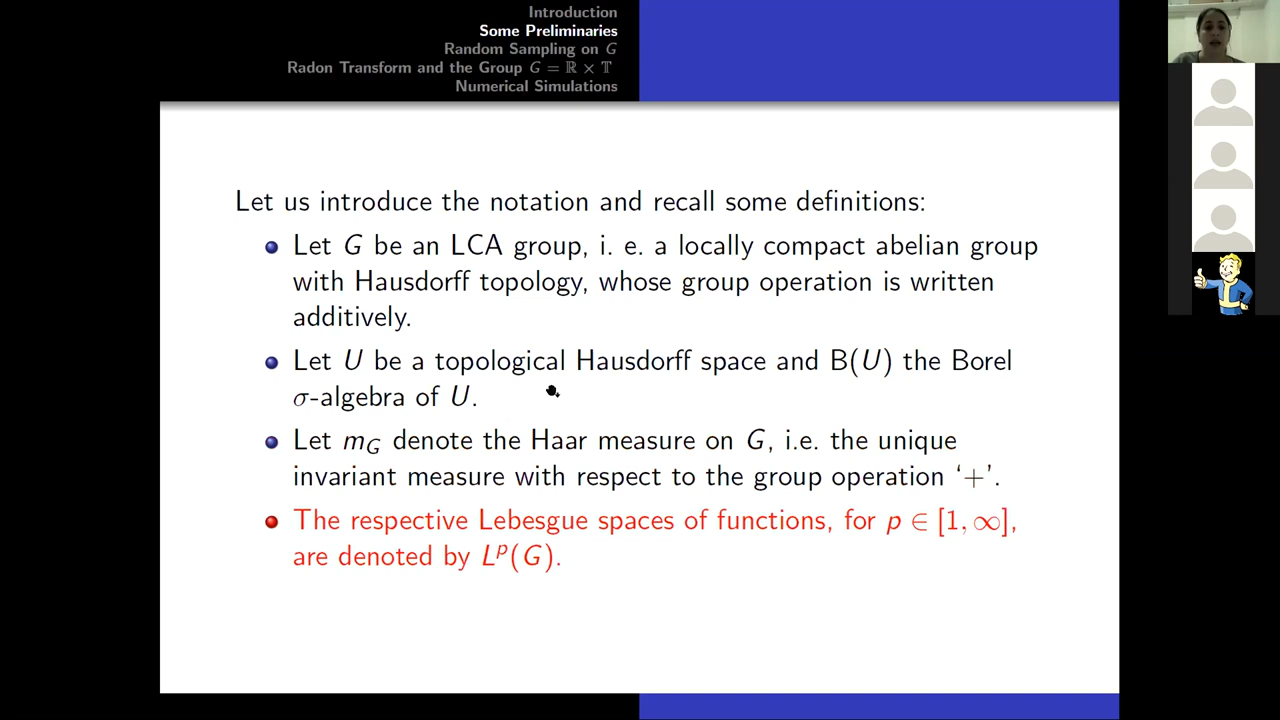 Introduction
Some Preliminaries
Random Sampling on G
Radon Transform and the Group G = ℝ × 𝕋
Numerical Simulations
Let us introduce the notation and recall some definitions:
Let G be an LCA group, i. e. a locally compact abelian group
with Hausdorff topology, whose group operation is written
additively.
Let U be a topological Hausdorff space and B(U) the Borel
σ-algebra of U.
Let m_G denote the Haar measure on G, i.e. the unique
invariant measure with respect to the group operation ‘+’.
The respective Lebesgue spaces of functions, for p ∈ [1, ∞],
are denoted by L^p(G).